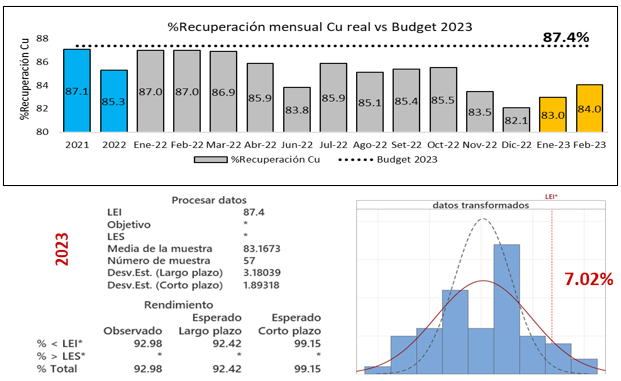 %Recuperación mensual Cu real vs Budget 2023
87.4%
%Recuperación Cu
88
86
84
82
80
87.1
85.3
87.0
87.0
86.9
85.9
83.8
85.9
85.1
85.4
85.5
83.5
82.1
83.0
84.0
2021 2022 Ene-22 Feb-22 Mar-22 Abr-22 Jun-22 Jul-22 Ago-22 Set-22 Oct-22 Nov-22 Dic-22 Ene-23 Feb-23
%Recuperación Cu Budget 2023
2023
Procesar datos
LEI 87.4
Objetivo *
LES *
Media de la muestra 83.1673
Número de muestra 57
Desv.Est. (Largo plazo) 3.18039
Desv.Est. (Corto plazo) 1.89318
Rendimiento
Esperado Esperado
Observado Largo plazo Corto plazo
% < LEI* 92.98 92.42 99.15
% > LES* * * *
% Total 92.98 92.42 99.15
LEI*
datos transformados
7.02%